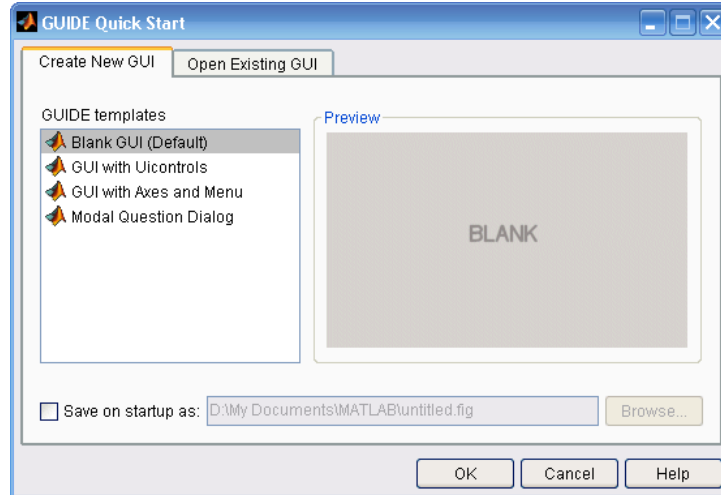 GUIDE Quick Start
Create New GUI
Open Existing GUI
GUIDE templates
Blank GUI (Default)
GUI with Uicontrols
GUI with Axes and Menu
Modal Question Dialog
Preview
BLANK
Save on startup as: D:\My Documents\MATLAB\untitled.fig Browse...
OK Cancel Help